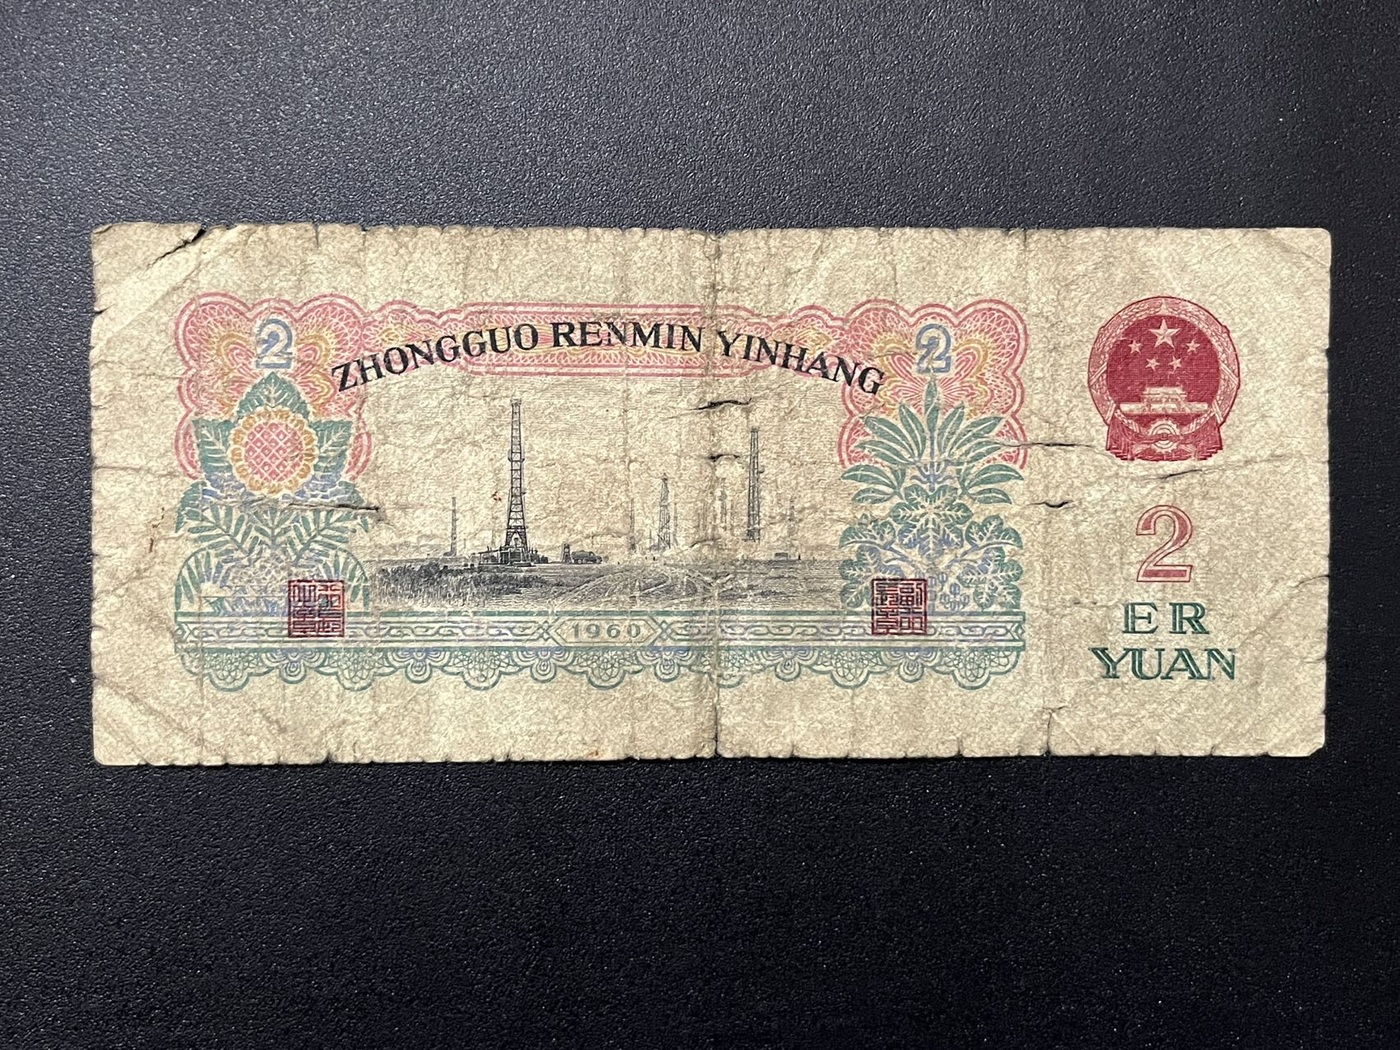 ZHONGGUO RENMIN YINHANG
2
2
1960
2
ER
YUAN